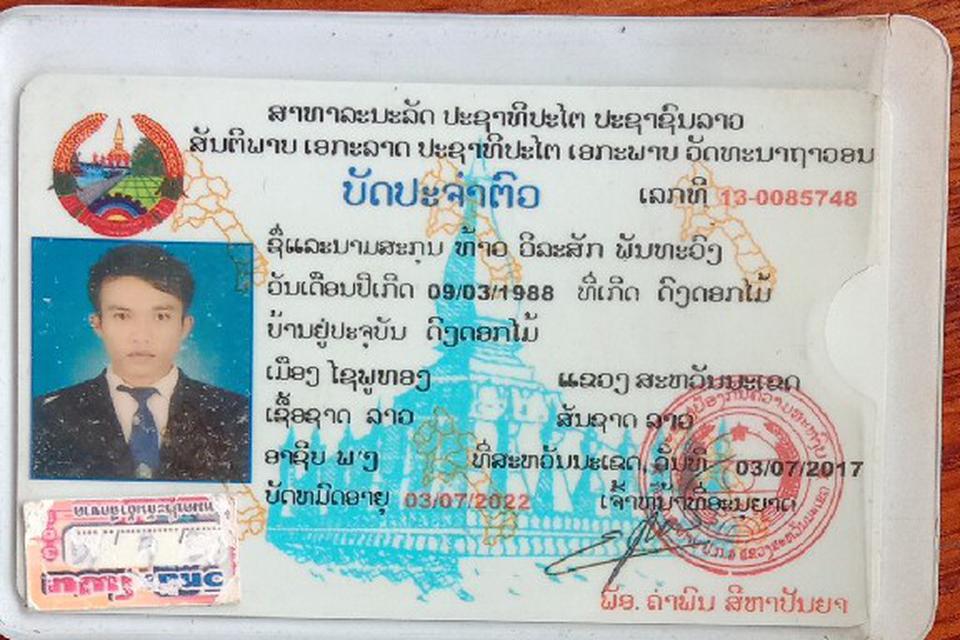 ສາທາລະນະລັດ ປະຊາທິປະໄຕ ປະຊາຊົນລາວ
ສັນຕິພາບ ເອກະລາດ ປະຊາທິປະໄຕ ເອກະພາບ ວັດທະນາຖາວອນ
ບັດປະຈຳຕົວ ເລກທີ 13-0085748
ຊື່ແລະນາມສະກຸນ ທ້າວ ວິລະສັກ ພັນທະວົງ
ວັນເດືອນປີເກີດ 09/03/1988 ທີ່ເກີດ ດົງດອກໄມ້
ບ້ານຢູ່ປະຈຸບັນ ດົງດອກໄມ້
ເມືອງ ໄຊພູທອງ ແຂວງ ສະຫວັນນະເຂດ
ເຊື້ອຊາດ ລາວ ສັນຊາດ ລາວ
ອາຊີບ ພ'ງ ທີ່ສະຫວັນນະເຂດ, ວັນທີ 03/07/2017
ບັດຫມົດອາຍຸ 03/07/2022 ເຈົ້າຫນ້າທີ່ອະນຸຍາດ
ພັອ. ຄຳພົນ ສີຫາປັນຍາ